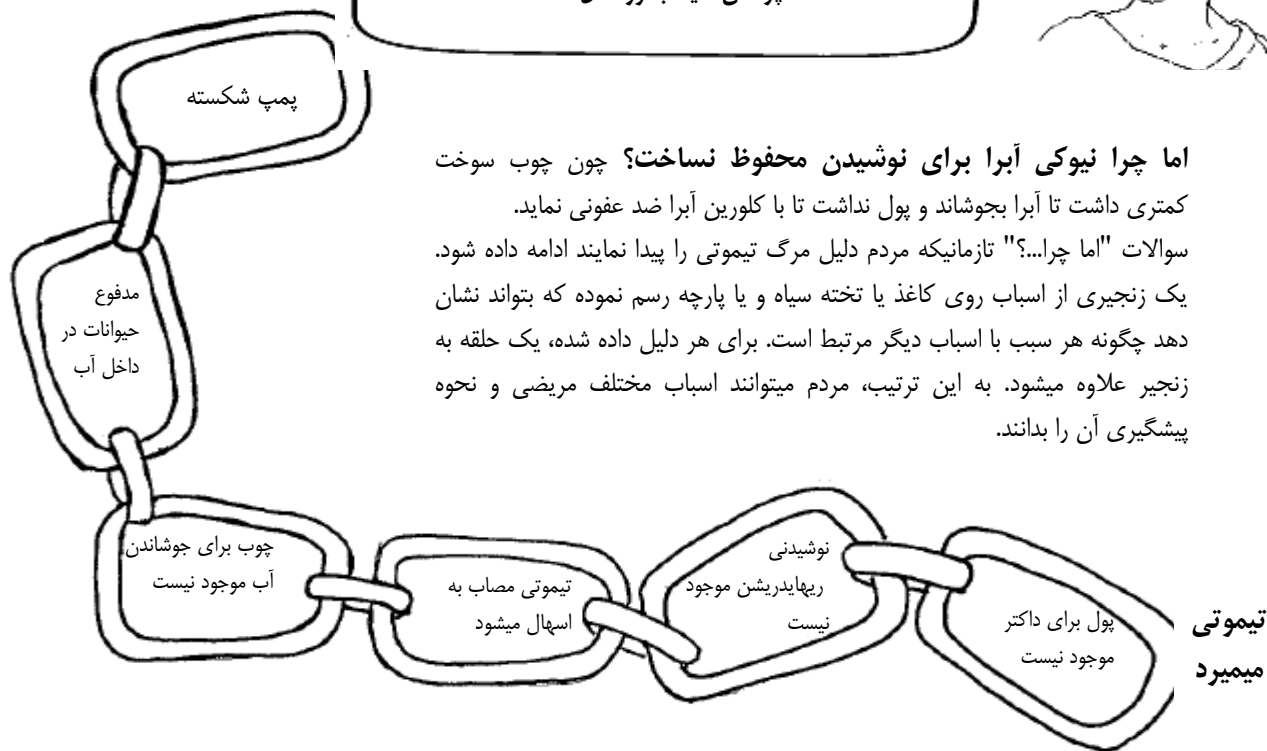 پمپ شکسته
اما چرا نیوکی آبرا برای نوشیدن محفوظ نساخت؟ چون چوب سوخت
کمتری داشت تا آبرا بجوشاند و پول نداشت تا با کلورین آبرا ضد عفونی نماید.
سوالات "اما چرا...؟" تازمانیکه مردم دلیل مرگ تیموتی را پیدا نمایند ادامه داده شود.
یک زنجیری از اسباب روی کاغذ یا تخته سیاه و یا پارچه رسم نموده که بتواند نشان
دهد چگونه هر سبب با اسباب دیگر مرتبط است. برای هر دلیل داده شده، یک حلقه به
زنجیر علاوه میشود. به این ترتیب، مردم میتوانند اسباب مختلف مریضی و نحوه
پیشگیری آن را بدانند.
مدفوع
حیوانات در
داخل آب
چوب برای جوشاندن
آب موجود نیست
تیموتی مصاب به
اسهال میشود
نوشیدنی
ریهایدریشن موجود
نیست
پول برای داکتر
موجود نیست
تیموتی
میمیرد